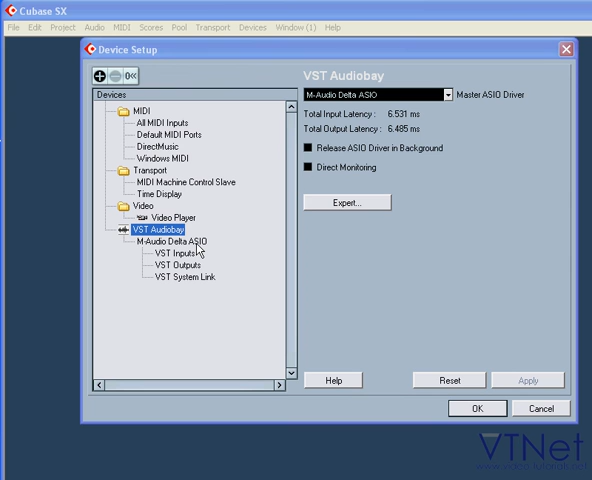 Cubase SX
File Edit Project Audio MIDI Scores Pool Transport Devices Window (1) Help
Device Setup
0«
Devices
MIDI
All MIDI Inputs
Default MIDI Ports
DirectMusic
Windows MIDI
Transport
MIDI Machine Control Slave
Time Display
Video
Video Player
VST Audiobay
M-Audio Delta ASIO
VST Inputs
VST Outputs
VST System Link
VST Audiobay
M-Audio Delta ASIO Master ASIO Driver
Total Input Latency : 6.531 ms
Total Output Latency : 6.485 ms
Release ASIO Driver in Background
Direct Monitoring
Expert...
Help Reset Apply
OK Cancel
VTNet